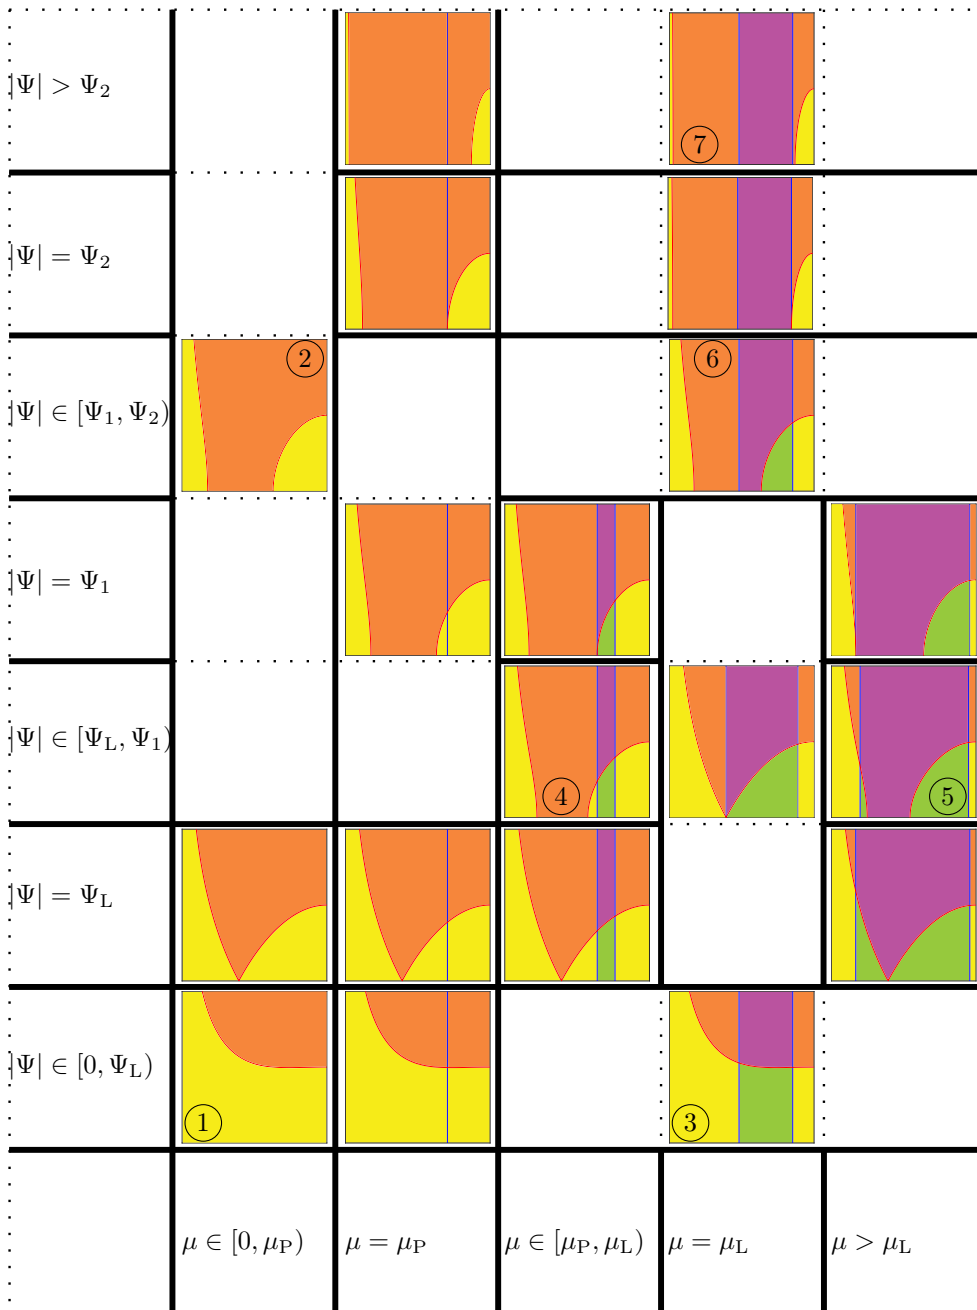 |Ψ| > Ψ₂
7
|Ψ| = Ψ₂
2
6
|Ψ| ∈ [Ψ₁, Ψ₂)
|Ψ| = Ψ₁
|Ψ| ∈ [Ψ_L, Ψ₁)
4
5
|Ψ| = Ψ_L
|Ψ| ∈ [0, Ψ_L)
1
3
μ ∈ [0, μ_P)
μ = μ_P
μ ∈ [μ_P, μ_L)
μ = μ_L
μ > μ_L